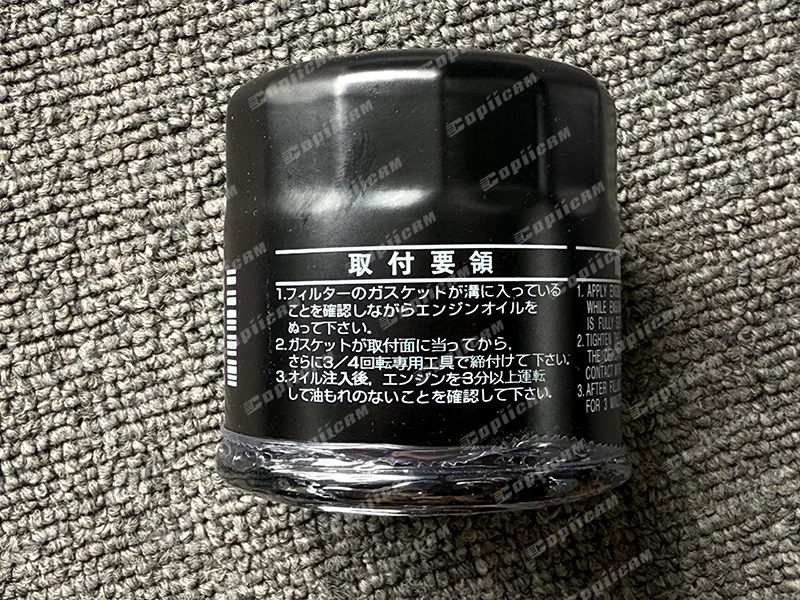 取付要領
1.フィルターのガスケットが溝に入っている
ことを確認しながらエンジンオイルを
ぬって下さい。
2.ガスケットが取付面に当ってから,
さらに3/4回転専用工具で締付けて下さい。
3.オイル注入後,エンジンを3分以上運転
して油もれのないことを確認して下さい。
1. APPLY
WHILE
IS FULLY
2.TIGHTEN
THE
CONTACT
3.AFTER
FOR 3
Copiicam